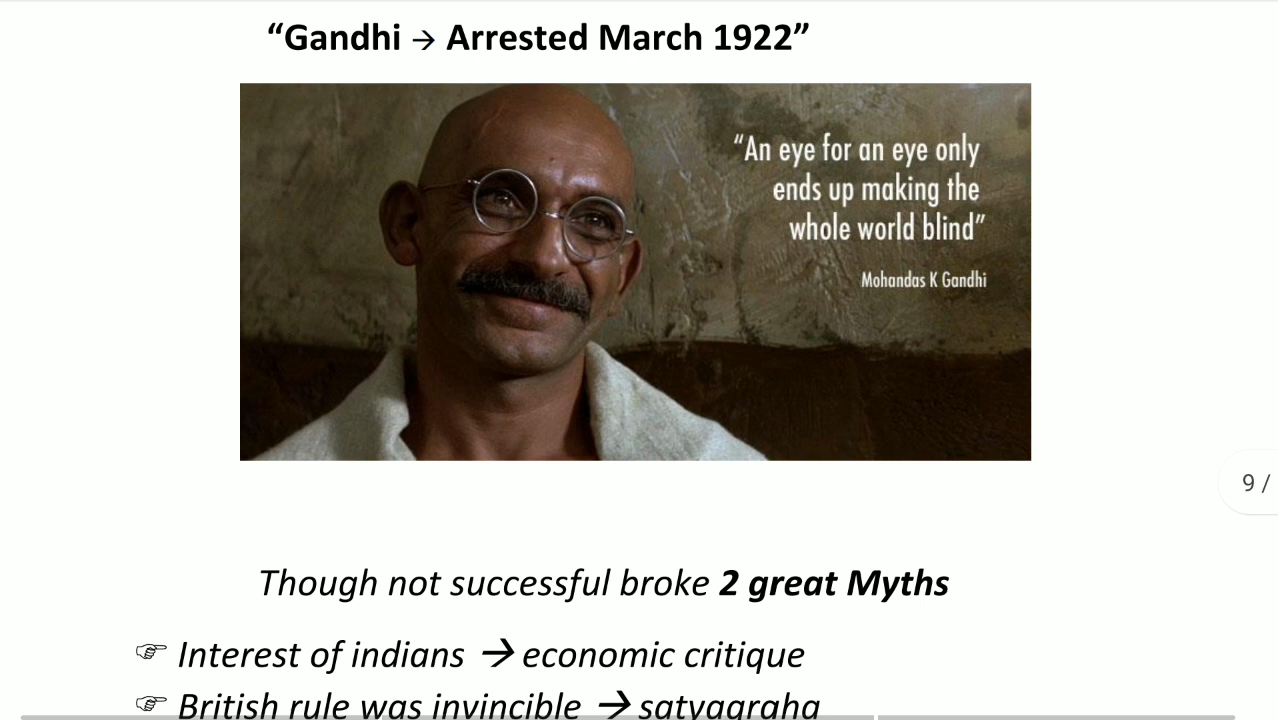 “Gandhi → Arrested March 1922”
“An eye for an eye only
ends up making the
whole world blind”
Mohandas K Gandhi
9 /
Though not successful broke 2 great Myths
☞ Interest of indians → economic critique
☞ British rule was invincible → satyagraha